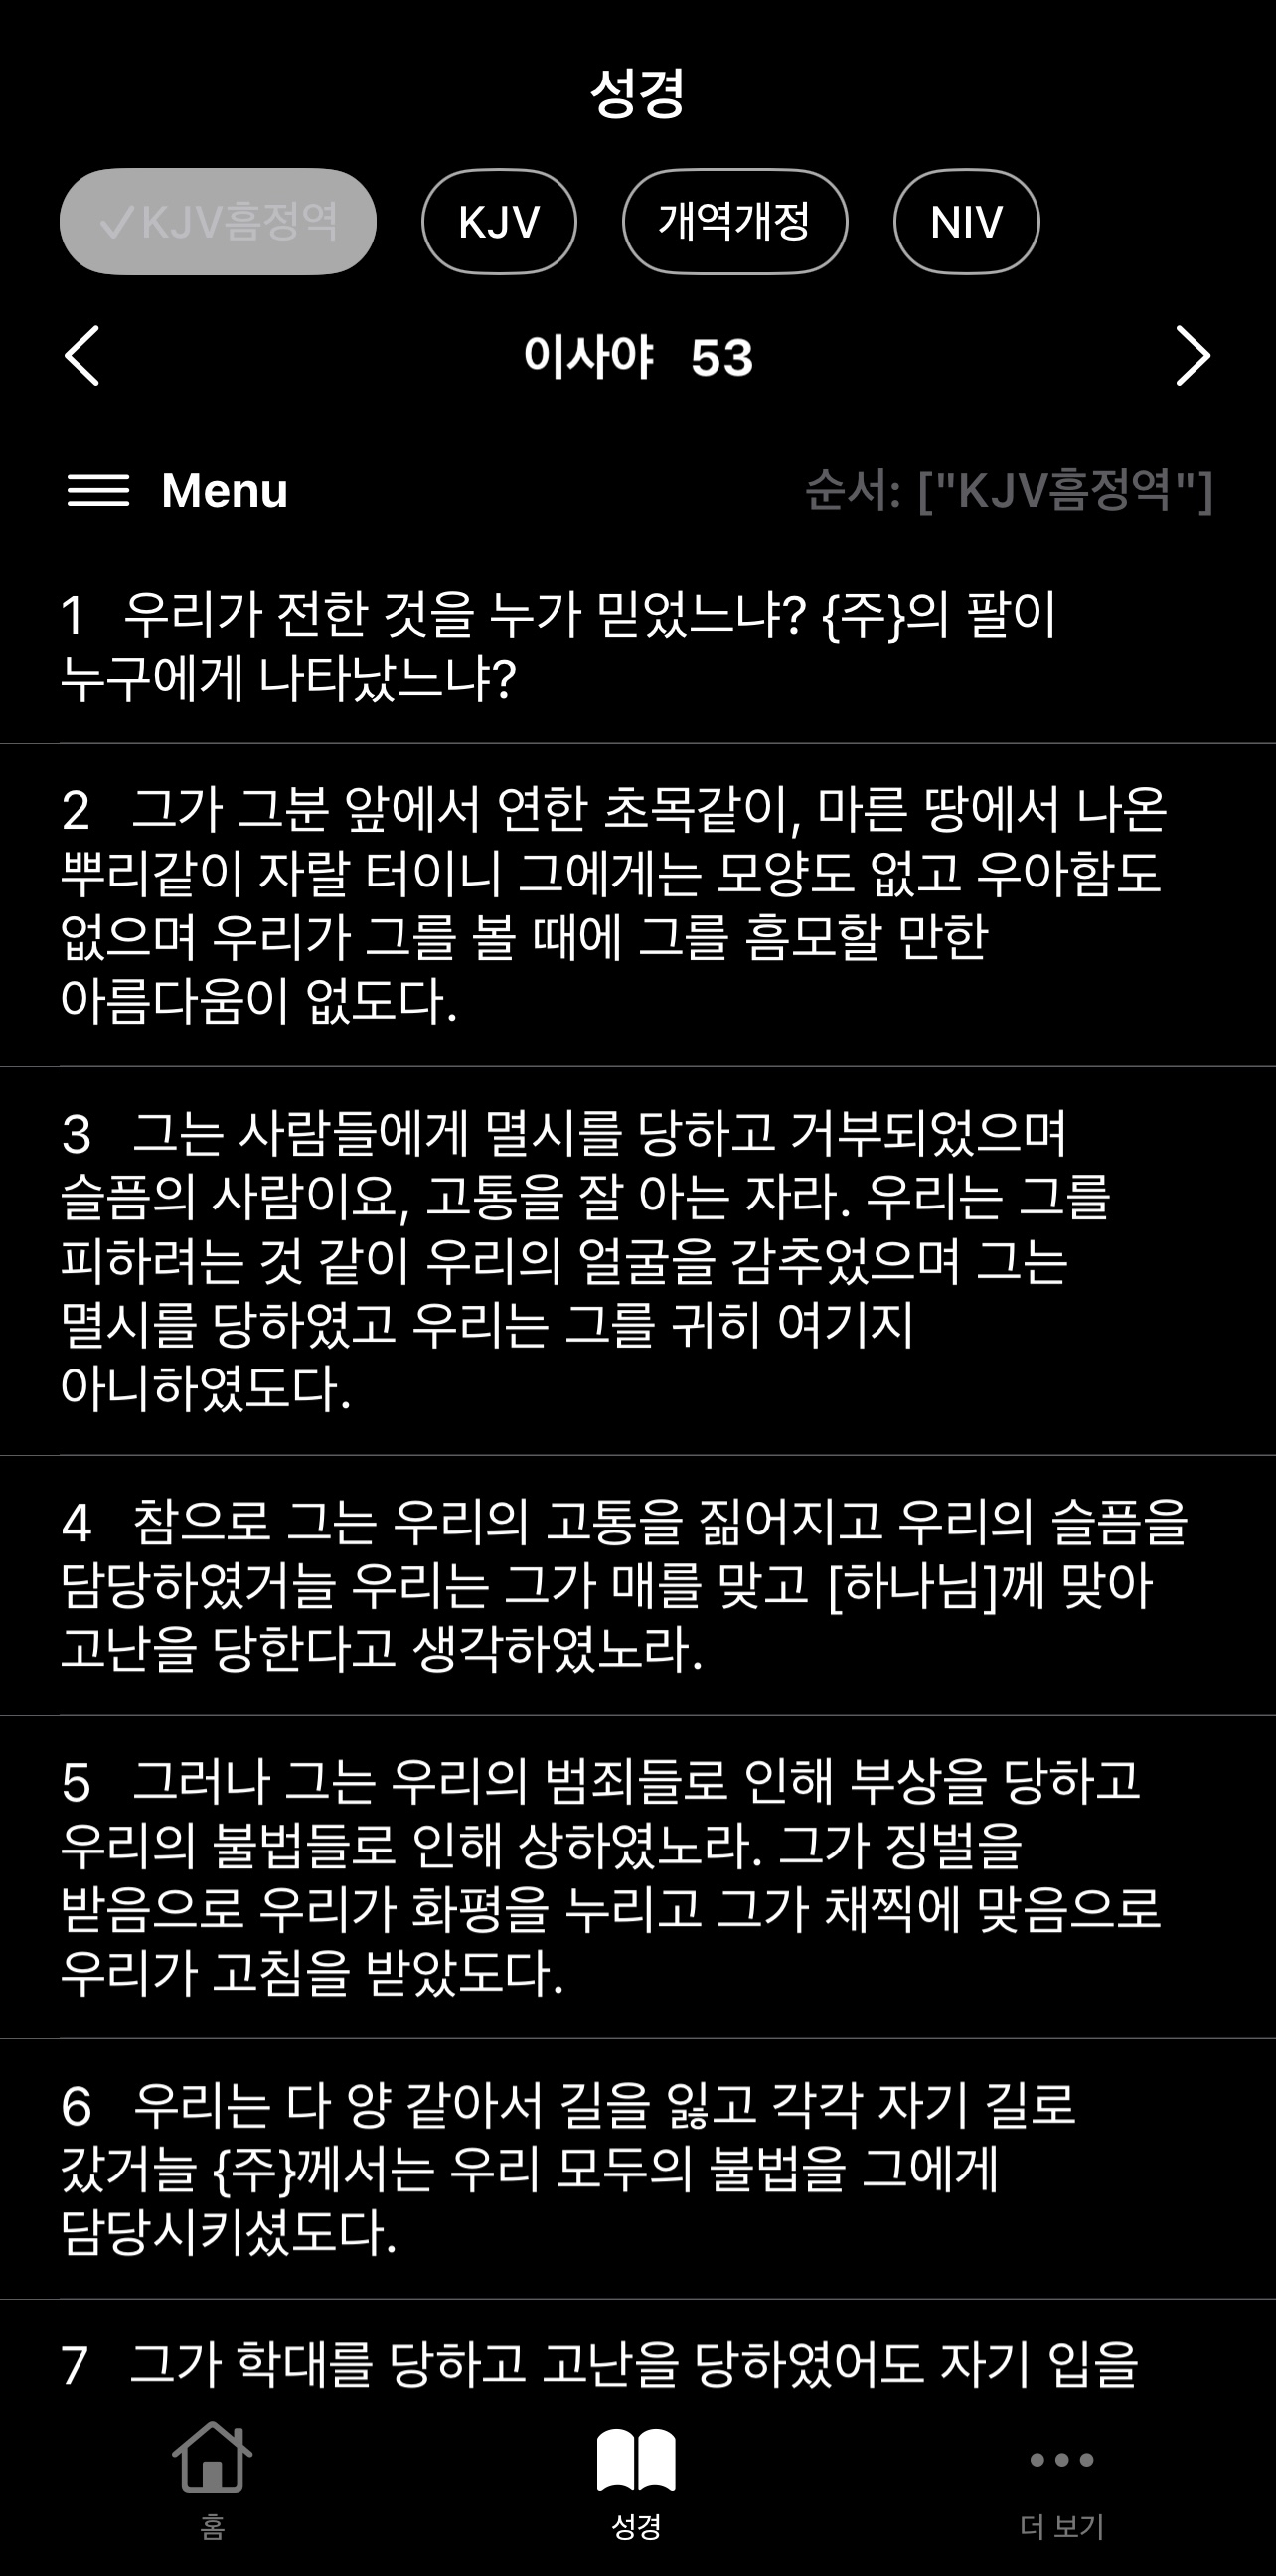 성경
✓KJV흠정역 KJV 개역개정 NIV
이사야 53
Menu 순서: ["KJV흠정역"]
1 우리가 전한 것을 누가 믿었느냐? {주}의 팔이
누구에게 나타났느냐?
2 그가 그분 앞에서 연한 초목같이, 마른 땅에서 나온
뿌리같이 자랄 터이니 그에게는 모양도 없고 우아함도
없으며 우리가 그를 볼 때에 그를 흠모할 만한
아름다움이 없도다.
3 그는 사람들에게 멸시를 당하고 거부되었으며
슬픔의 사람이요, 고통을 잘 아는 자라. 우리는 그를
피하려는 것 같이 우리의 얼굴을 감추었으며 그는
멸시를 당하였고 우리는 그를 귀히 여기지
아니하였도다.
4 참으로 그는 우리의 고통을 짊어지고 우리의 슬픔을
담당하였거늘 우리는 그가 매를 맞고 [하나님]께 맞아
고난을 당한다고 생각하였노라.
5 그러나 그는 우리의 범죄들로 인해 부상을 당하고
우리의 불법들로 인해 상하였노라. 그가 징벌을
받음으로 우리가 화평을 누리고 그가 채찍에 맞음으로
우리가 고침을 받았도다.
6 우리는 다 양 같아서 길을 잃고 각각 자기 길로
갔거늘 {주}께서는 우리 모두의 불법을 그에게
담당시키셨도다.
7 그가 학대를 당하고 고난을 당하였어도 자기 입을
홈 성경 더 보기